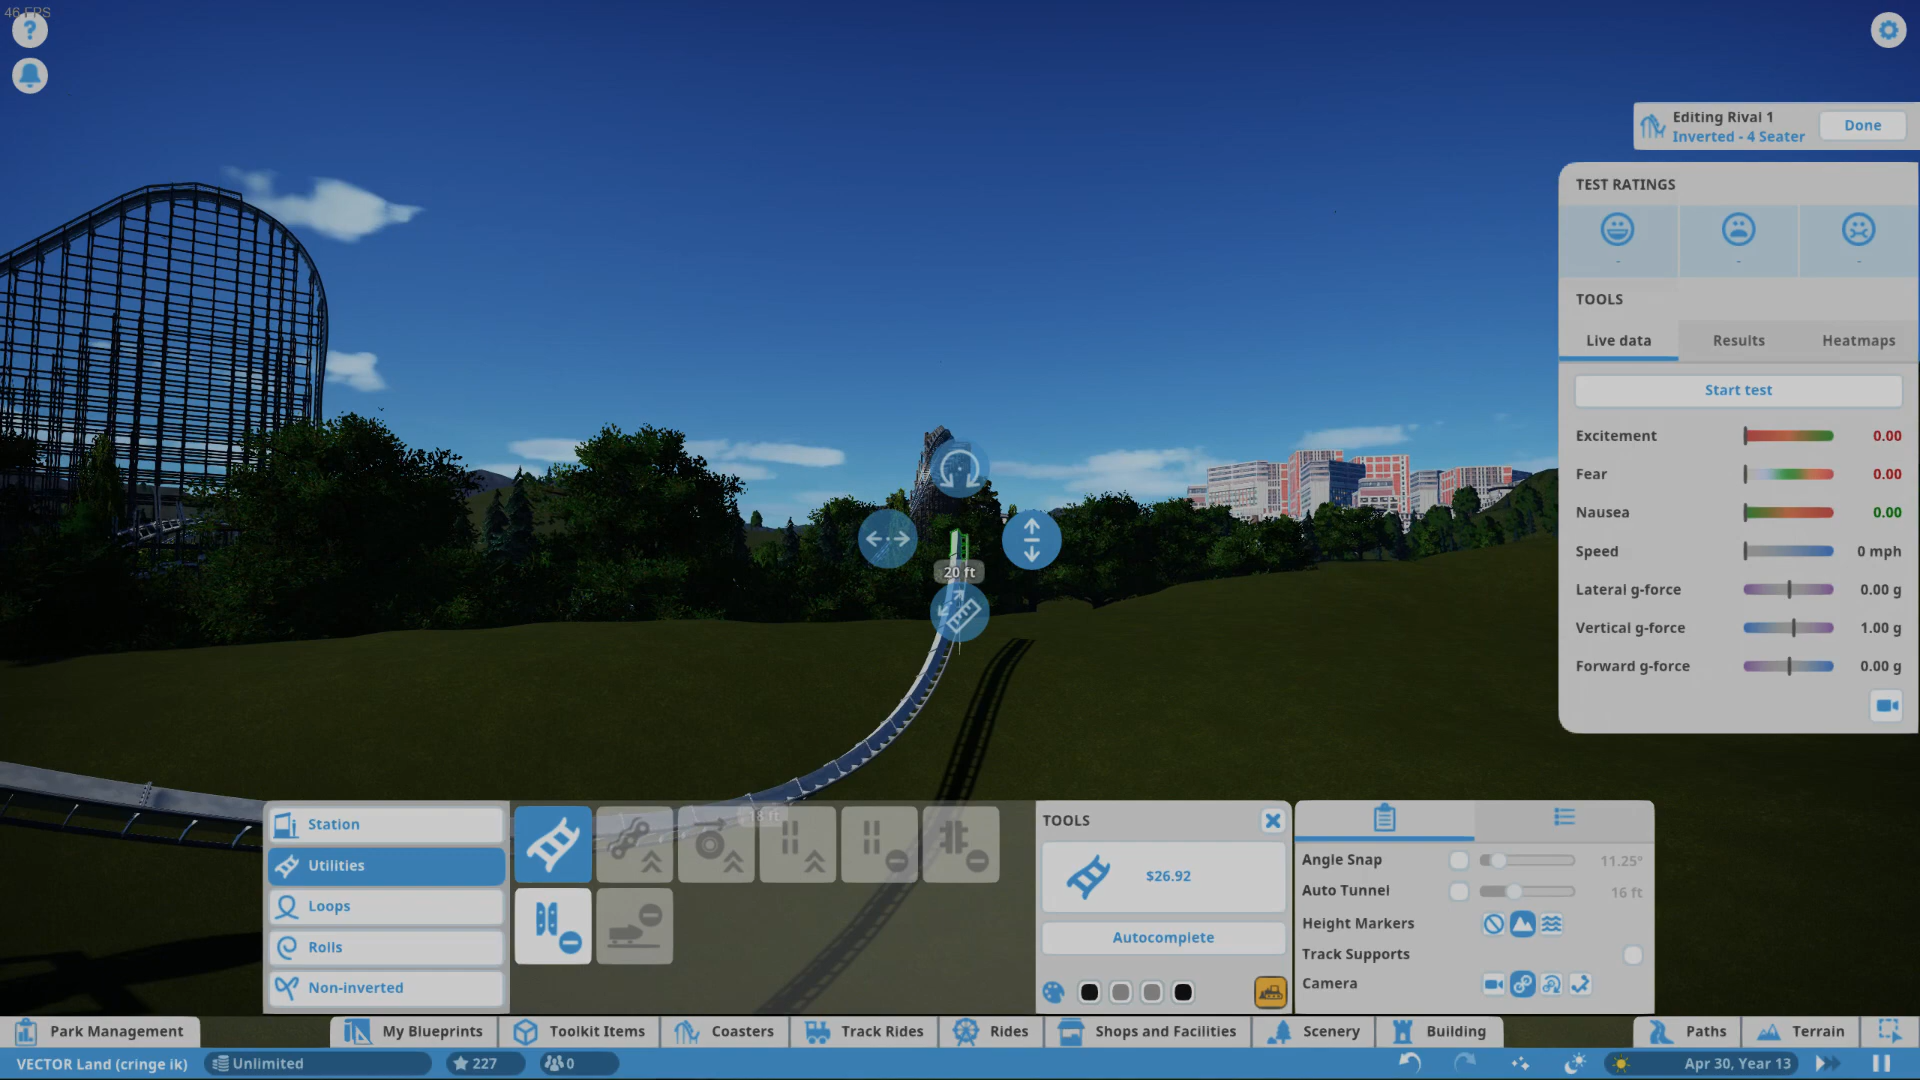 46 FPS
Editing Rival 1
Inverted - 4 Seater
Done
TEST RATINGS
-
-
-
TOOLS
Live data
Results
Heatmaps
Start test
Excitement 0.00
Fear 0.00
Nausea 0.00
Speed 0 mph
Lateral g-force 0.00 g
Vertical g-force 1.00 g
Forward g-force 0.00 g
20 ft
18 ft
Station
Utilities
Loops
Rolls
Non-inverted
TOOLS
$26.92
Autocomplete
Angle Snap 11.25°
Auto Tunnel 16 ft
Height Markers
Track Supports
Camera
Park Management
My Blueprints
Toolkit Items
Coasters
Track Rides
Rides
Shops and Facilities
Scenery
Building
Paths
Terrain
VECTOR Land (cringe ik)
Unlimited
227
0
Apr 30, Year 13